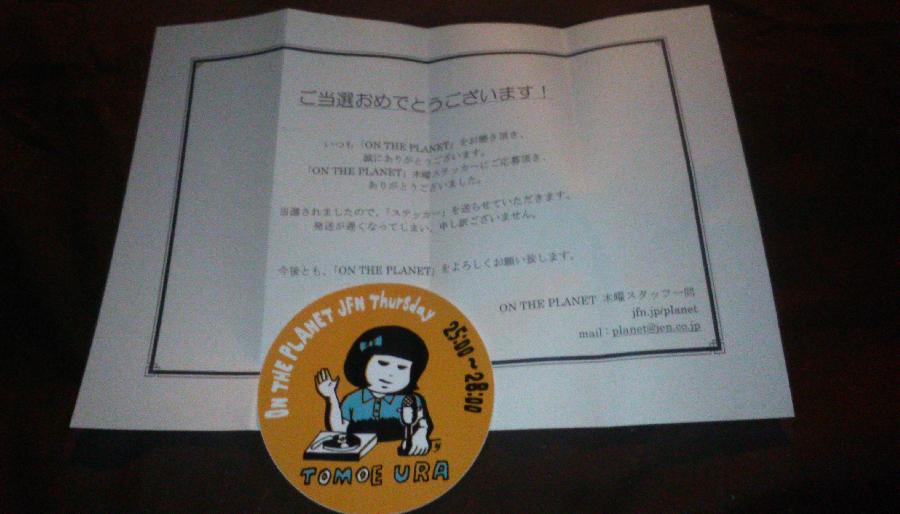 ご当選おめでとうございます！
いつも「ON THE PLANET」をお聴き頂き、
誠にありがとうございます。
「ON THE PLANET」木曜ステッカーにご応募頂き、
ありがとうございました。
当選されましたので、「ステッカー」を送らせていただきます。
発送が遅くなってしまい、申し訳ございません。
今後とも、「ON THE PLANET」をよろしくお願い致します。
ON THE PLANET 木曜スタッフ一同
jfn.jp/planet
mail：planet@jen.co.jp
ON THE PLANET JFN Thursday
25:00～28:00
TOMOE URA